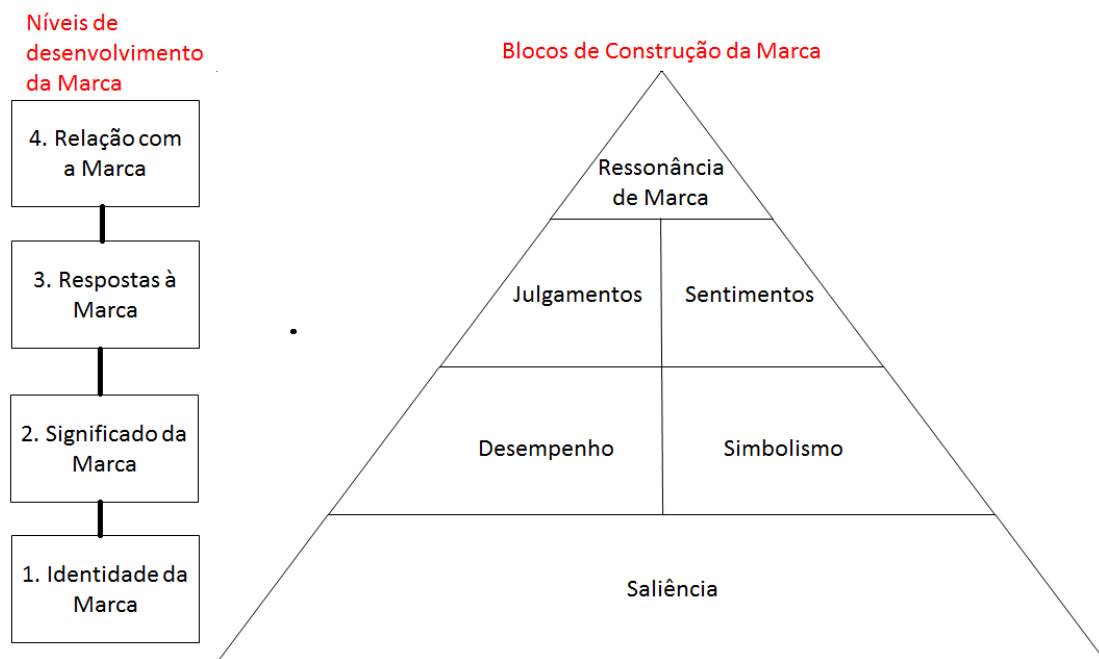 Níveis de
desenvolvimento
da Marca
4. Relação com
a Marca
3. Respostas à
Marca
2. Significado da
Marca
1. Identidade da
Marca
Blocos de Construção da Marca
Ressonância
de Marca
Julgamentos
Sentimentos
Desempenho
Simbolismo
Saliência